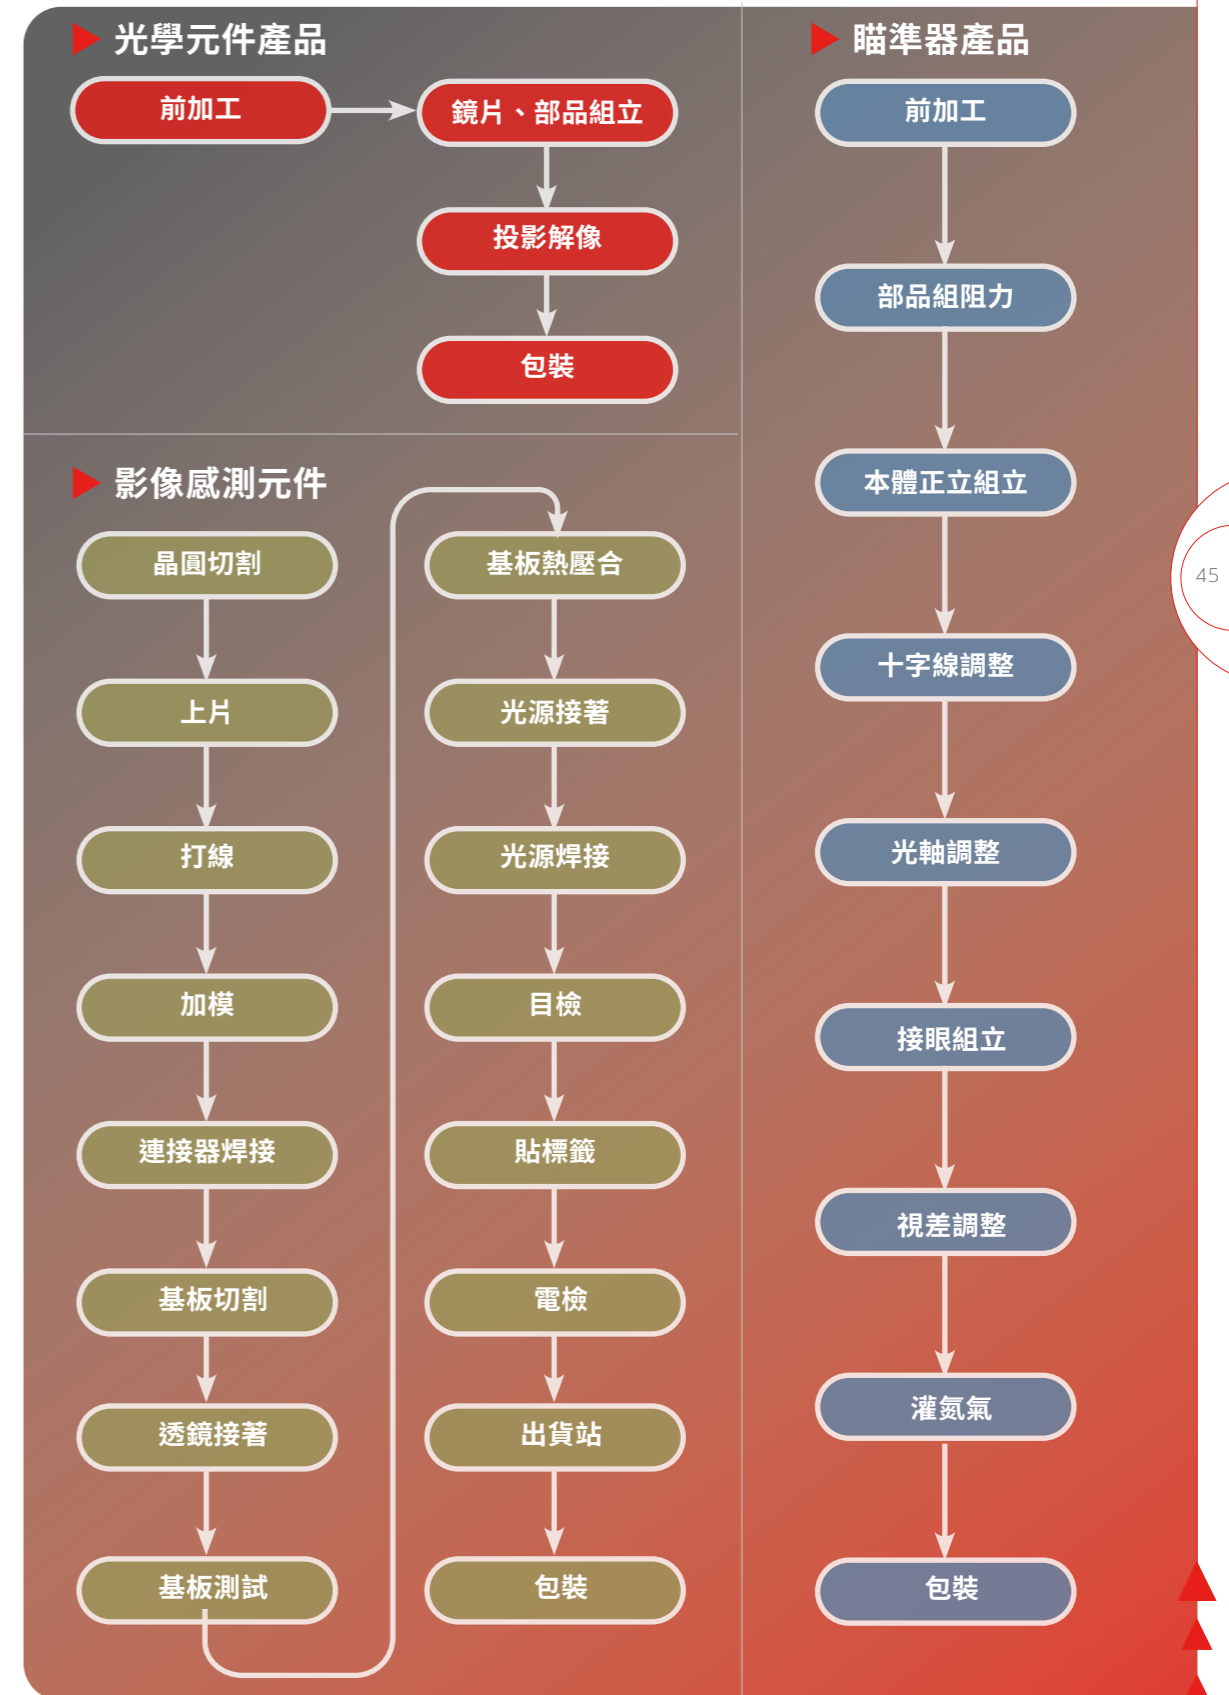 光學元件產品
前加工
鏡片、部品組立
投影解像
包裝
影像感測元件
晶圓切割
上片
打線
加模
連接器焊接
基板切割
透鏡接著
基板測試
基板熱壓合
光源接著
光源焊接
目檢
貼標籤
電檢
出貨站
包裝
瞄準器產品
前加工
部品組阻力
本體正立組立
十字線調整
光軸調整
接眼組立
視差調整
灌氮氣
包裝
45